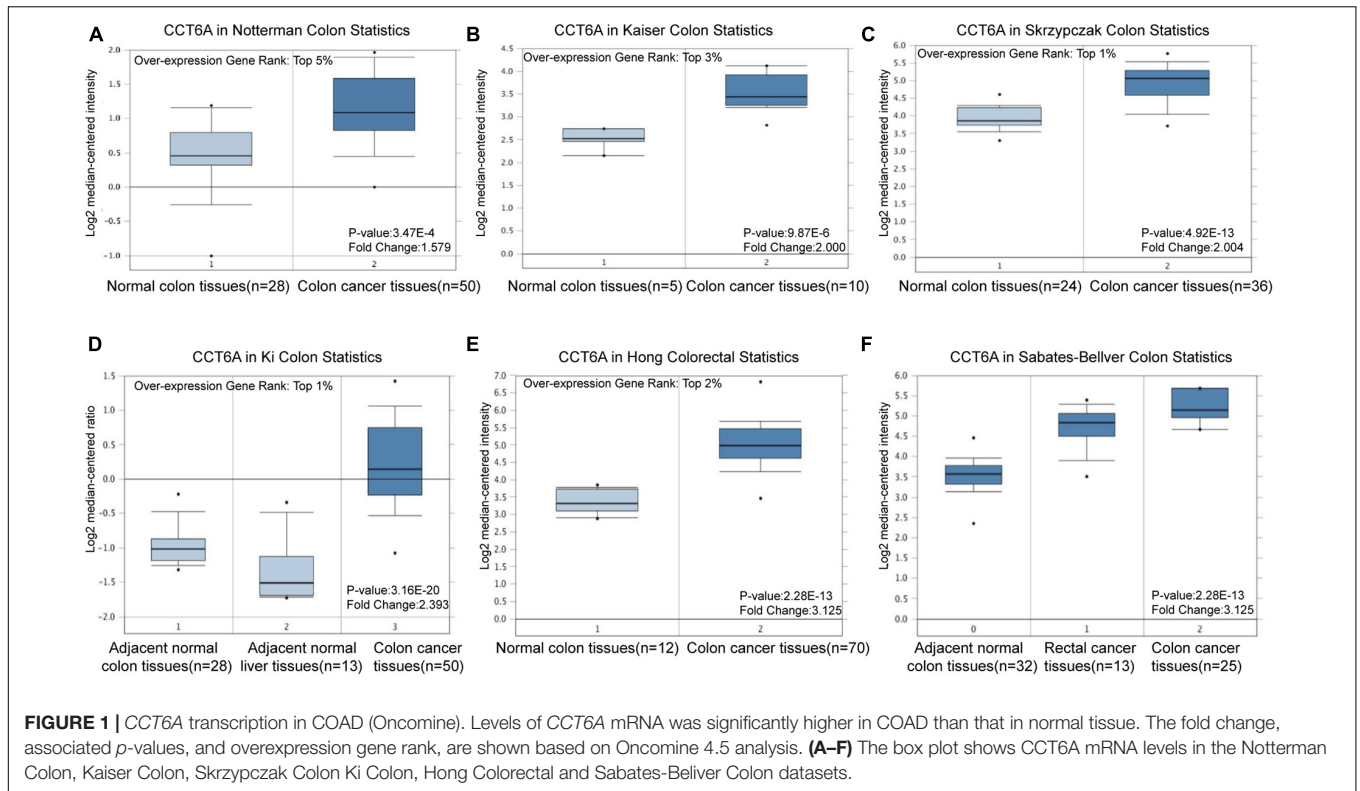 A
CCT6A in Notterman Colon Statistics
Over-expression Gene Rank: Top 5%
Log2 median-centered intensity
2.0
1.5
1.0
0.5
0.0
-0.5
-1.0
P-value:3.47E-4
Fold Change:1.579
1
2
Normal colon tissues(n=28)
Colon cancer tissues(n=50)
B
CCT6A in Kaiser Colon Statistics
Over-expression Gene Rank: Top 3%
Log2 median-centered intensity
4.5
4.0
3.5
3.0
2.5
2.0
1.5
1.0
0.5
0.0
P-value:9.87E-6
Fold Change:2.000
1
2
Normal colon tissues(n=5)
Colon cancer tissues(n=10)
C
CCT6A in Skrzypczak Colon Statistics
Over-expression Gene Rank: Top 1%
Log2 median-centered intensity
6.0
5.5
5.0
4.5
4.0
3.5
3.0
2.5
2.0
1.5
1.0
0.5
0.0
P-value:4.92E-13
Fold Change:2.004
1
2
Normal colon tissues(n=24)
Colon cancer tissues(n=36)
D
CCT6A in Ki Colon Statistics
Over-expression Gene Rank: Top 1%
Log2 median-centered ratio
1.5
1.0
0.5
0.0
-0.5
-1.0
-1.5
-2.0
P-value:3.16E-20
Fold Change:2.393
1
2
3
Adjacent normal
colon tissues(n=28)
Adjacent normal
liver tissues(n=13)
Colon cancer
tissues(n=50)
E
CCT6A in Hong Colorectal Statistics
Over-expression Gene Rank: Top 2%
Log2 median-centered intensity
7.0
6.5
6.0
5.5
5.0
4.5
4.0
3.5
3.0
2.5
2.0
1.5
1.0
0.5
0.0
P-value:2.28E-13
Fold Change:3.125
1
2
Normal colon tissues(n=12)
Colon cancer tissues(n=70)
F
CCT6A in Sabates-Bellver Colon Statistics
Log2 median-centered intensity
6.0
5.5
5.0
4.5
4.0
3.5
3.0
2.5
2.0
1.5
1.0
0.5
0.0
P-value:2.28E-13
Fold Change:3.125
0
1
2
Adjacent normal
colon tissues(n=32)
Rectal cancer
tissues(n=13)
Colon cancer
tissues(n=25)
FIGURE 1 | CCT6A transcription in COAD (Oncomine). Levels of CCT6A mRNA was significantly higher in COAD than that in normal tissue. The fold change,
associated p-values, and overexpression gene rank, are shown based on Oncomine 4.5 analysis. (A–F) The box plot shows CCT6A mRNA levels in the Notterman
Colon, Kaiser Colon, Skrzypczak Colon Ki Colon, Hong Colorectal and Sabates-Beliver Colon datasets.